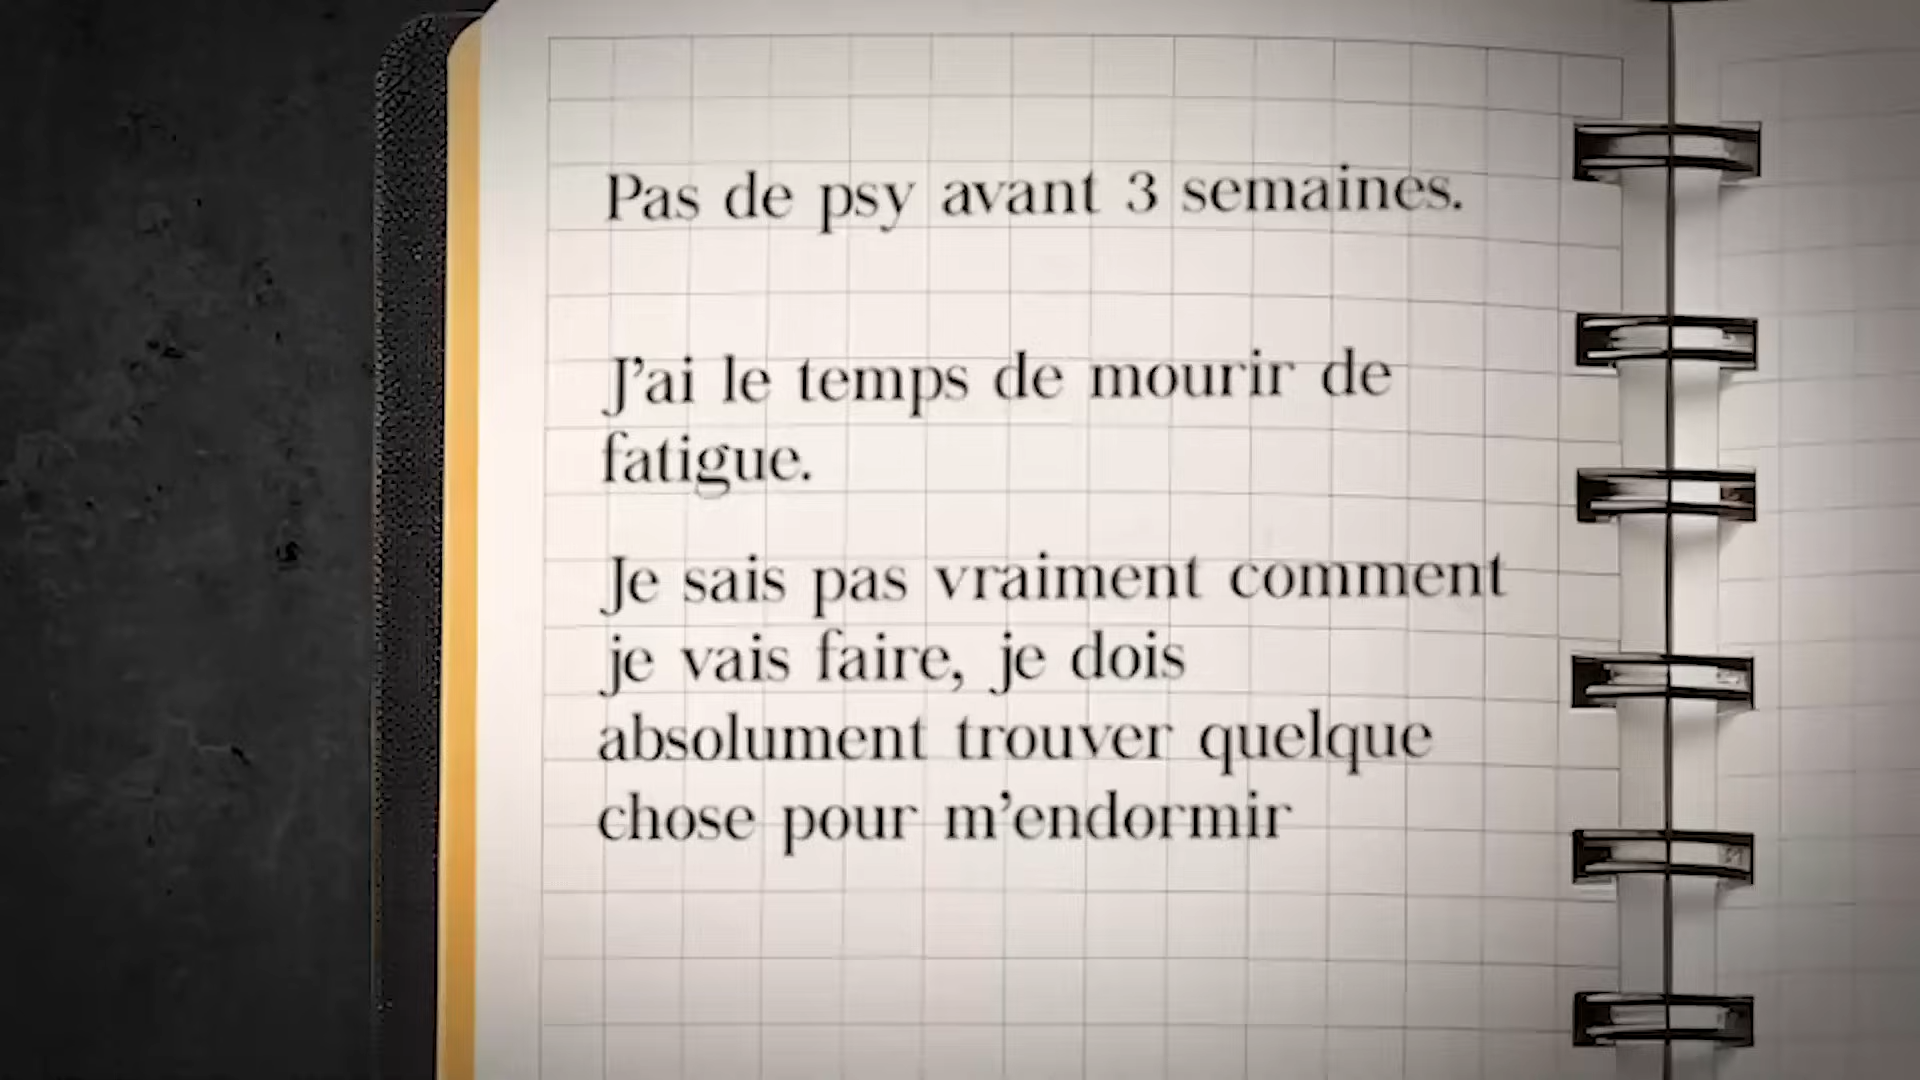 Pas de psy avant 3 semaines.
J'ai le temps de mourir de
fatigue.
Je sais pas vraiment comment
je vais faire, je dois
absolument trouver quelque
chose pour m'endormir